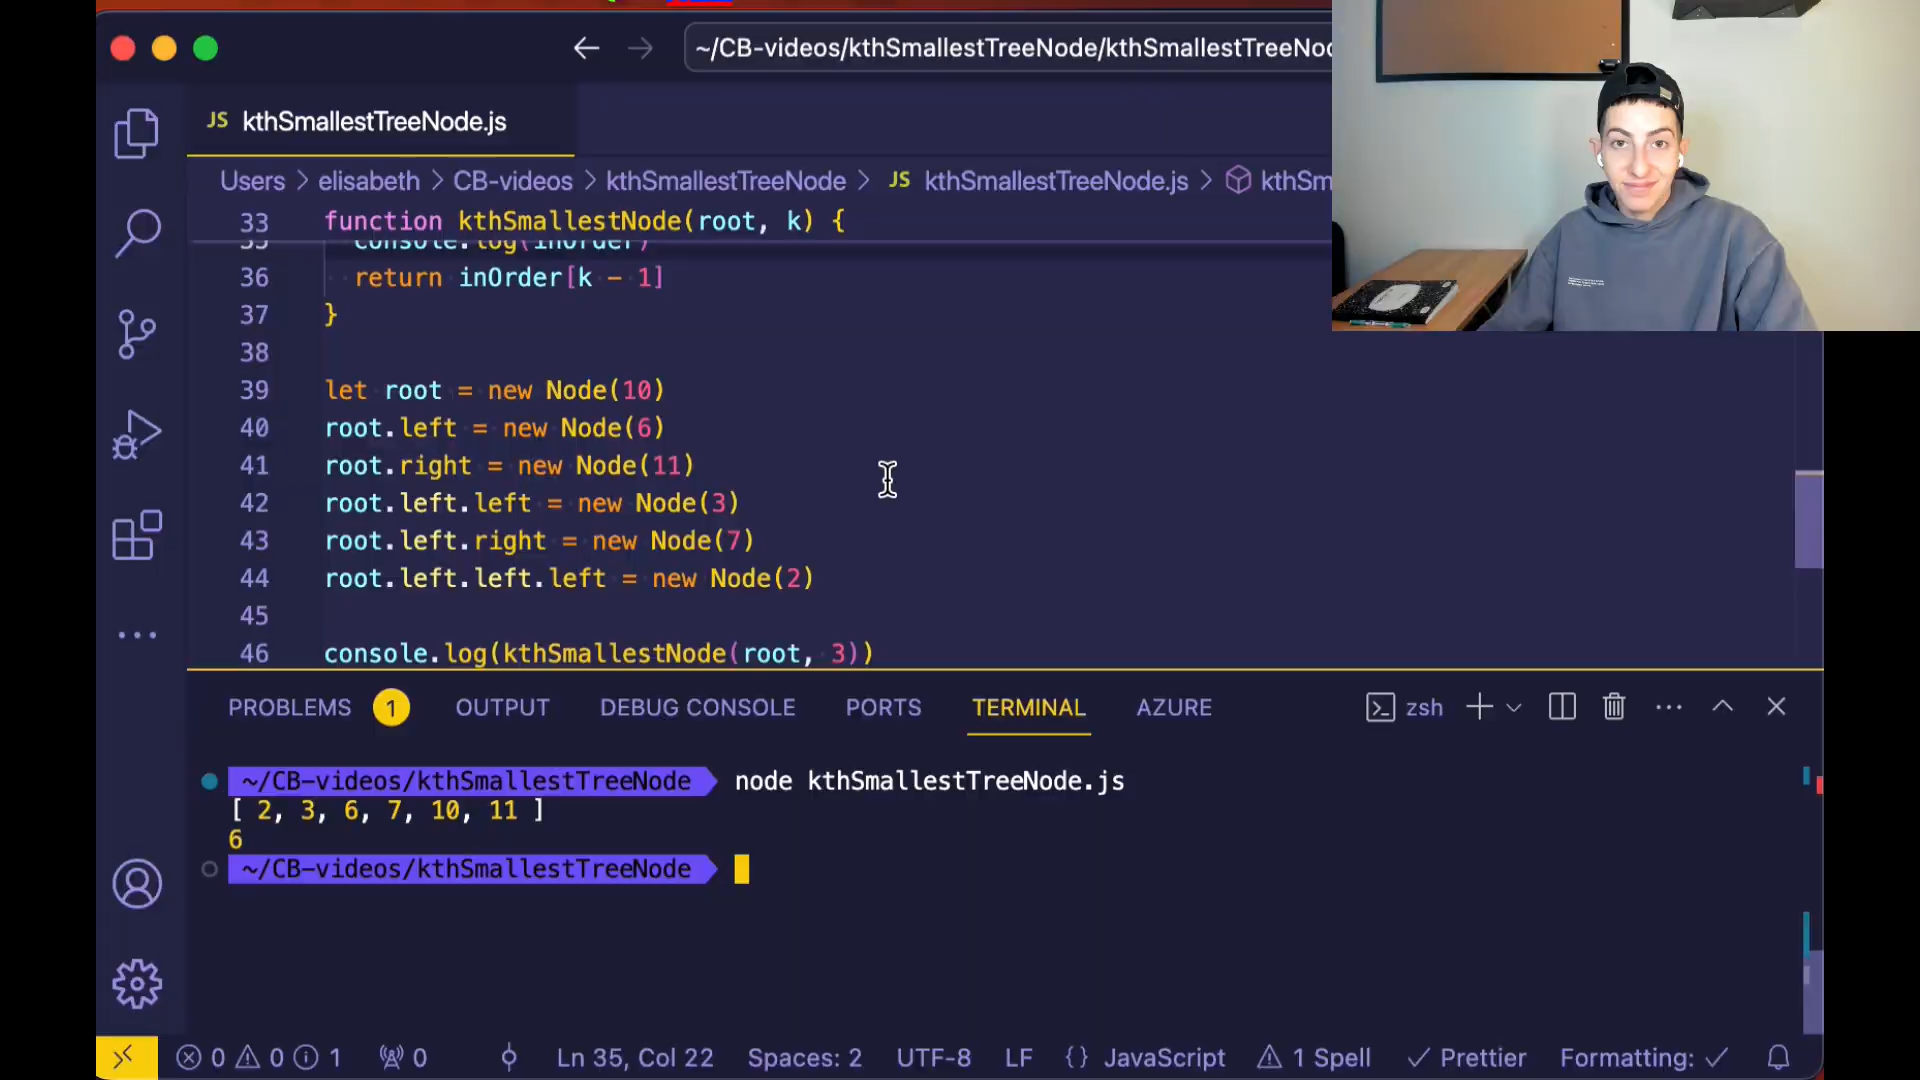 ~/CB-videos/kthSmallestTreeNode/kthSmallestTreeNod
JS kthSmallestTreeNode.js
Users > elisabeth > CB-videos > kthSmallestTreeNode > JS kthSmallestTreeNode.js > kthSm
33 function kthSmallestNode(root, k) {
35 console.log(inOrder)
36 return inOrder[k - 1]
37 }
38
39 let root = new Node(10)
40 root.left = new Node(6)
41 root.right = new Node(11)
42 root.left.left = new Node(3)
43 root.left.right = new Node(7)
44 root.left.left.left = new Node(2)
45
46 console.log(kthSmallestNode(root, 3))
PROBLEMS 1 OUTPUT DEBUG CONSOLE PORTS TERMINAL AZURE zsh
~/CB-videos/kthSmallestTreeNode node kthSmallestTreeNode.js
[ 2, 3, 6, 7, 10, 11 ]
6
~/CB-videos/kthSmallestTreeNode
0 0 1 0 Ln 35, Col 22 Spaces: 2 UTF-8 LF {} JavaScript 1 Spell Prettier Formatting: ✓